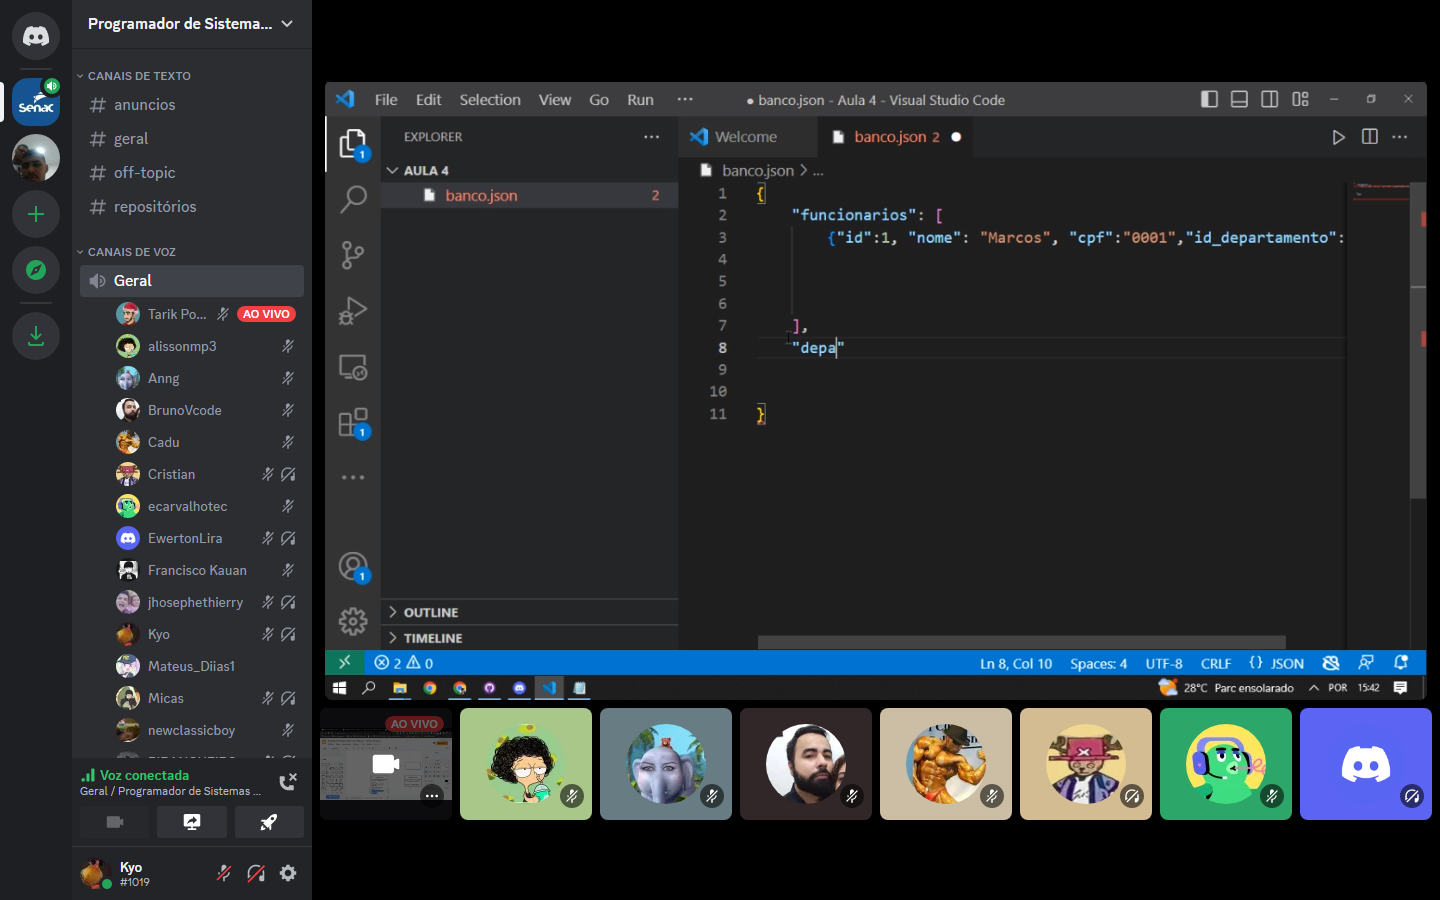 Programador de Sistema...
CANAIS DE TEXTO
# anuncios
# geral
# off-topic
# repositórios
CANAIS DE VOZ
Geral
Tarik Po... AO VIVO
alissonmp3
Anng
BrunoVcode
Cadu
Cristian
ecarvalhotec
EwertonLira
Francisco Kauan
jhosephethierry
Kyo
Mateus_Diias1
Micas
newclassicboy
Voz conectada
Geral / Programador de Sistemas ...
Kyo
#1019
Senac
File Edit Selection View Go Run ...
● banco.json - Aula 4 - Visual Studio Code
EXPLORER ...
AULA 4
banco.json 2
OUTLINE
TIMELINE
1
1
1
Welcome
banco.json 2 ●
banco.json > ...
1 {
2 "funcionarios": [
3 {"id":1, "nome": "Marcos", "cpf":"0001","id_departamento":
4
5
6
7 ],
8 "depa"
9
10
11 }
2 0
Ln 8, Col 10 Spaces: 4 UTF-8 CRLF {} JSON
28°C Parc ensolarado POR 15:42
AO VIVO